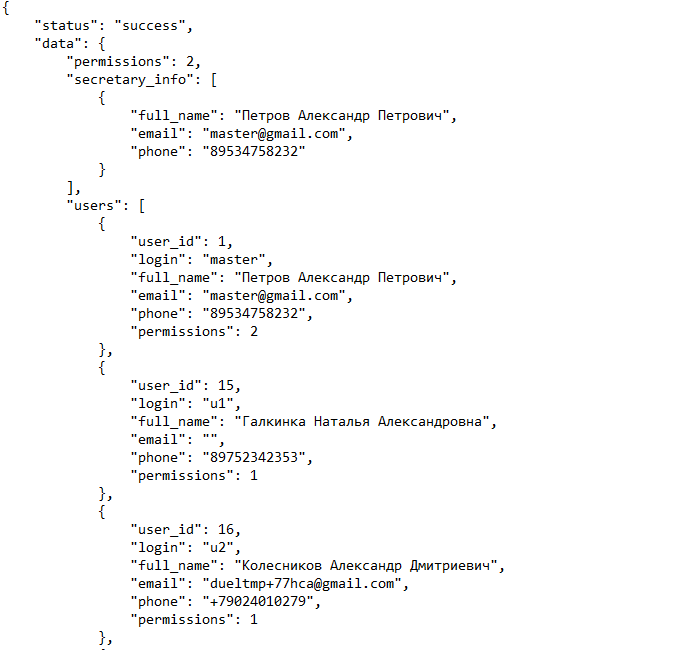 {
    "status": "success",
    "data": {
        "permissions": 2,
        "secretary_info": [
            {
                "full_name": "Петров Александр Петрович",
                "email": "master@gmail.com",
                "phone": "89534758232"
            }
        ],
        "users": [
            {
                "user_id": 1,
                "login": "master",
                "full_name": "Петров Александр Петрович",
                "email": "master@gmail.com",
                "phone": "89534758232",
                "permissions": 2
            },
            {
                "user_id": 15,
                "login": "u1",
                "full_name": "Галкинка Наталья Александровна",
                "email": "",
                "phone": "89752342353",
                "permissions": 1
            },
            {
                "user_id": 16,
                "login": "u2",
                "full_name": "Колесников Александр Дмитриевич",
                "email": "dueltmp+77hca@gmail.com",
                "phone": "+79024010279",
                "permissions": 1
            },